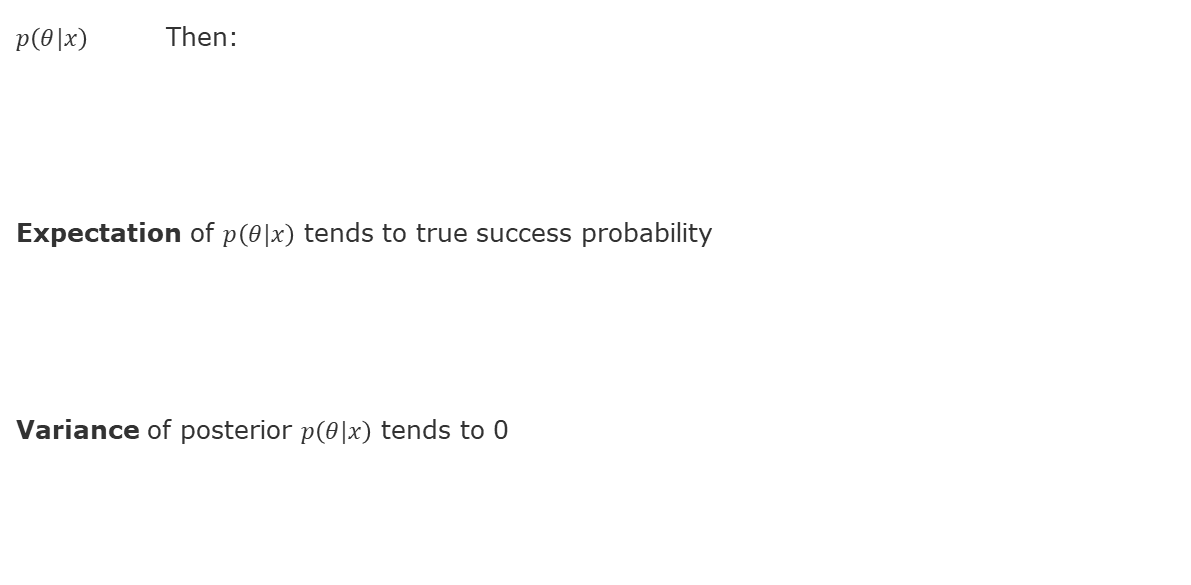 p(θ|x) Then:
Expectation of p(θ|x) tends to true success probability
Variance of posterior p(θ|x) tends to 0